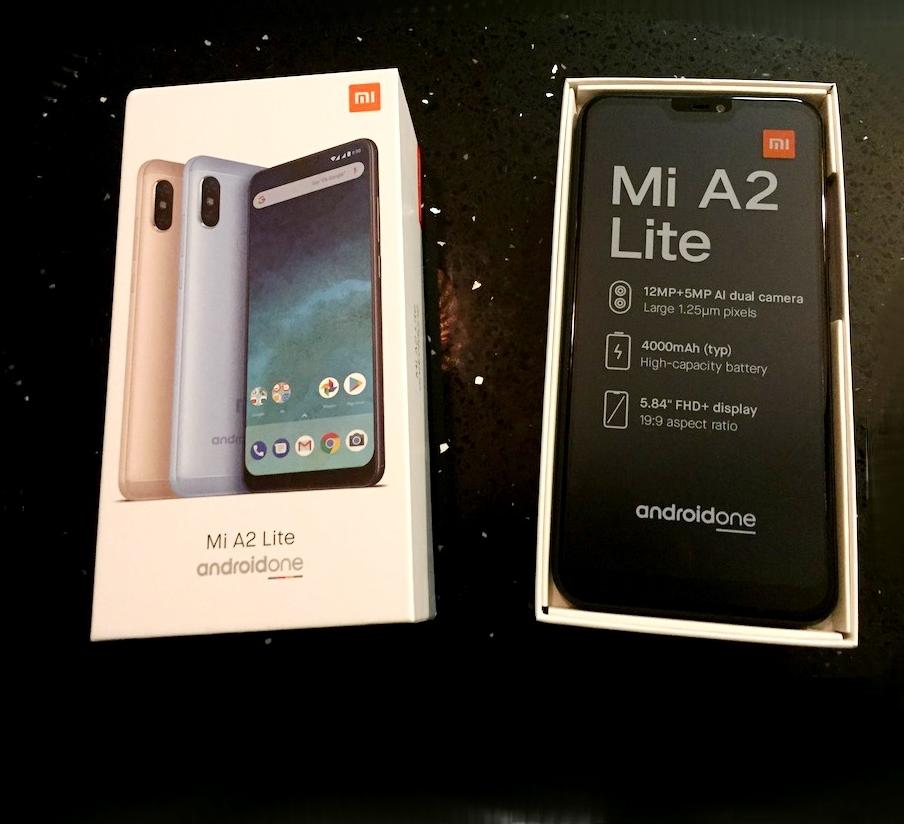 mi
Mi A2 Lite
androidone
mi
Mi A2
Lite
12MP+5MP AI dual camera
Large 1.25μm pixels
4000mAh (typ)
High-capacity battery
5.84" FHD+ display
19:9 aspect ratio
androidone